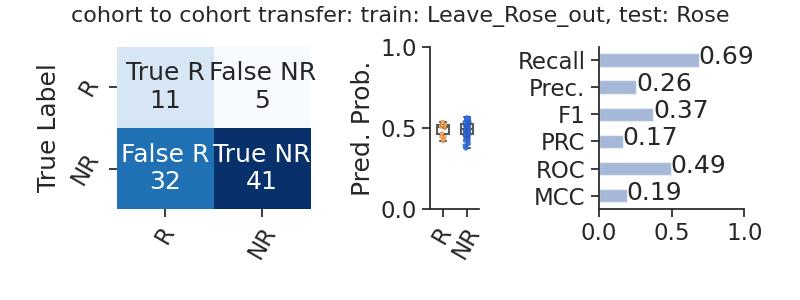 cohort to cohort transfer: train: Leave_Rose_out, test: Rose
True Label
R
NR
True R
11
False NR
5
False R
32
True NR
41
R
NR
Pred. Prob.
1.0
0.5
0.0
R
NR
Recall
0.69
Prec.
0.26
F1
0.37
PRC
0.17
ROC
0.49
MCC
0.19
0.0
0.5
1.0